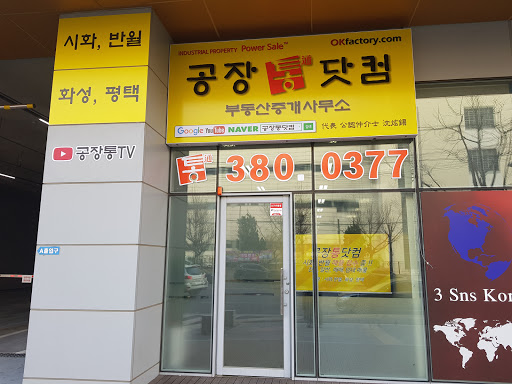 시화, 반월
화성, 평택
공장통TV
INDUSTRIAL PROPERTY Power Sale
OKfactory.com
공장 통 닷컴
부동산중개사무소
Google YouTube NAVER 공장통닷컴
통 380 0377
공장통닷컴
3 Sns Kor